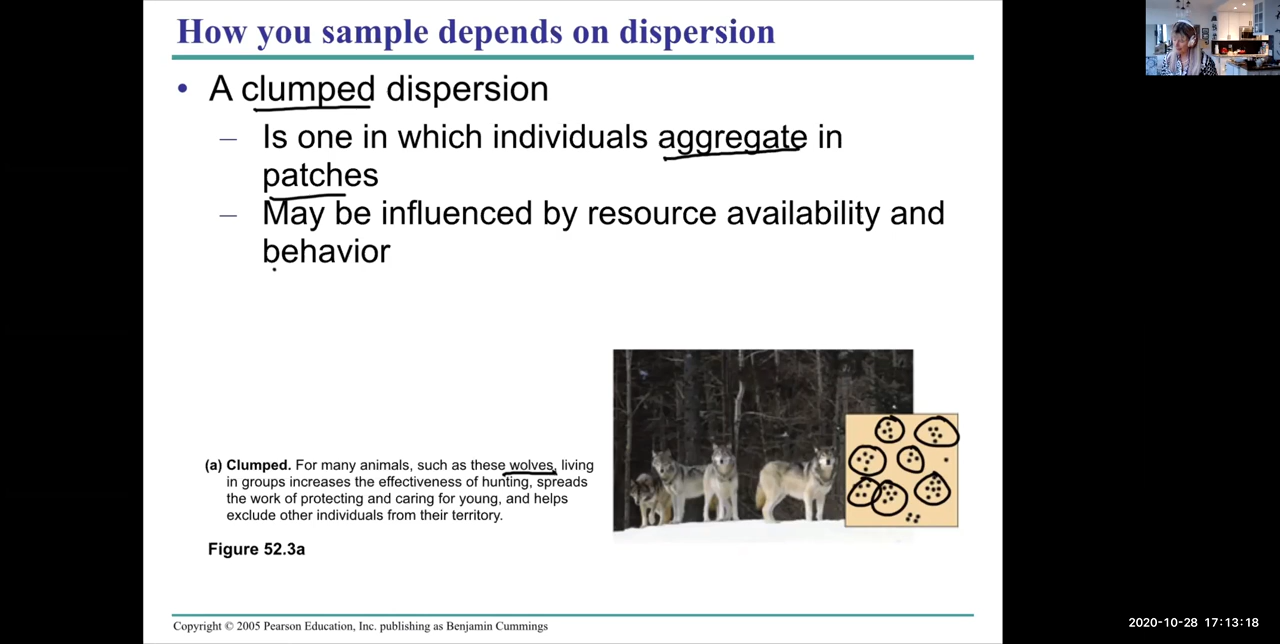 How you sample depends on dispersion
• A clumped dispersion
– Is one in which individuals aggregate in
patches
– May be influenced by resource availability and
behavior
(a) Clumped. For many animals, such as these wolves, living
in groups increases the effectiveness of hunting, spreads
the work of protecting and caring for young, and helps
exclude other individuals from their territory.
Figure 52.3a
Copyright © 2005 Pearson Education, Inc. publishing as Benjamin Cummings
2020-10-28 17:13:18